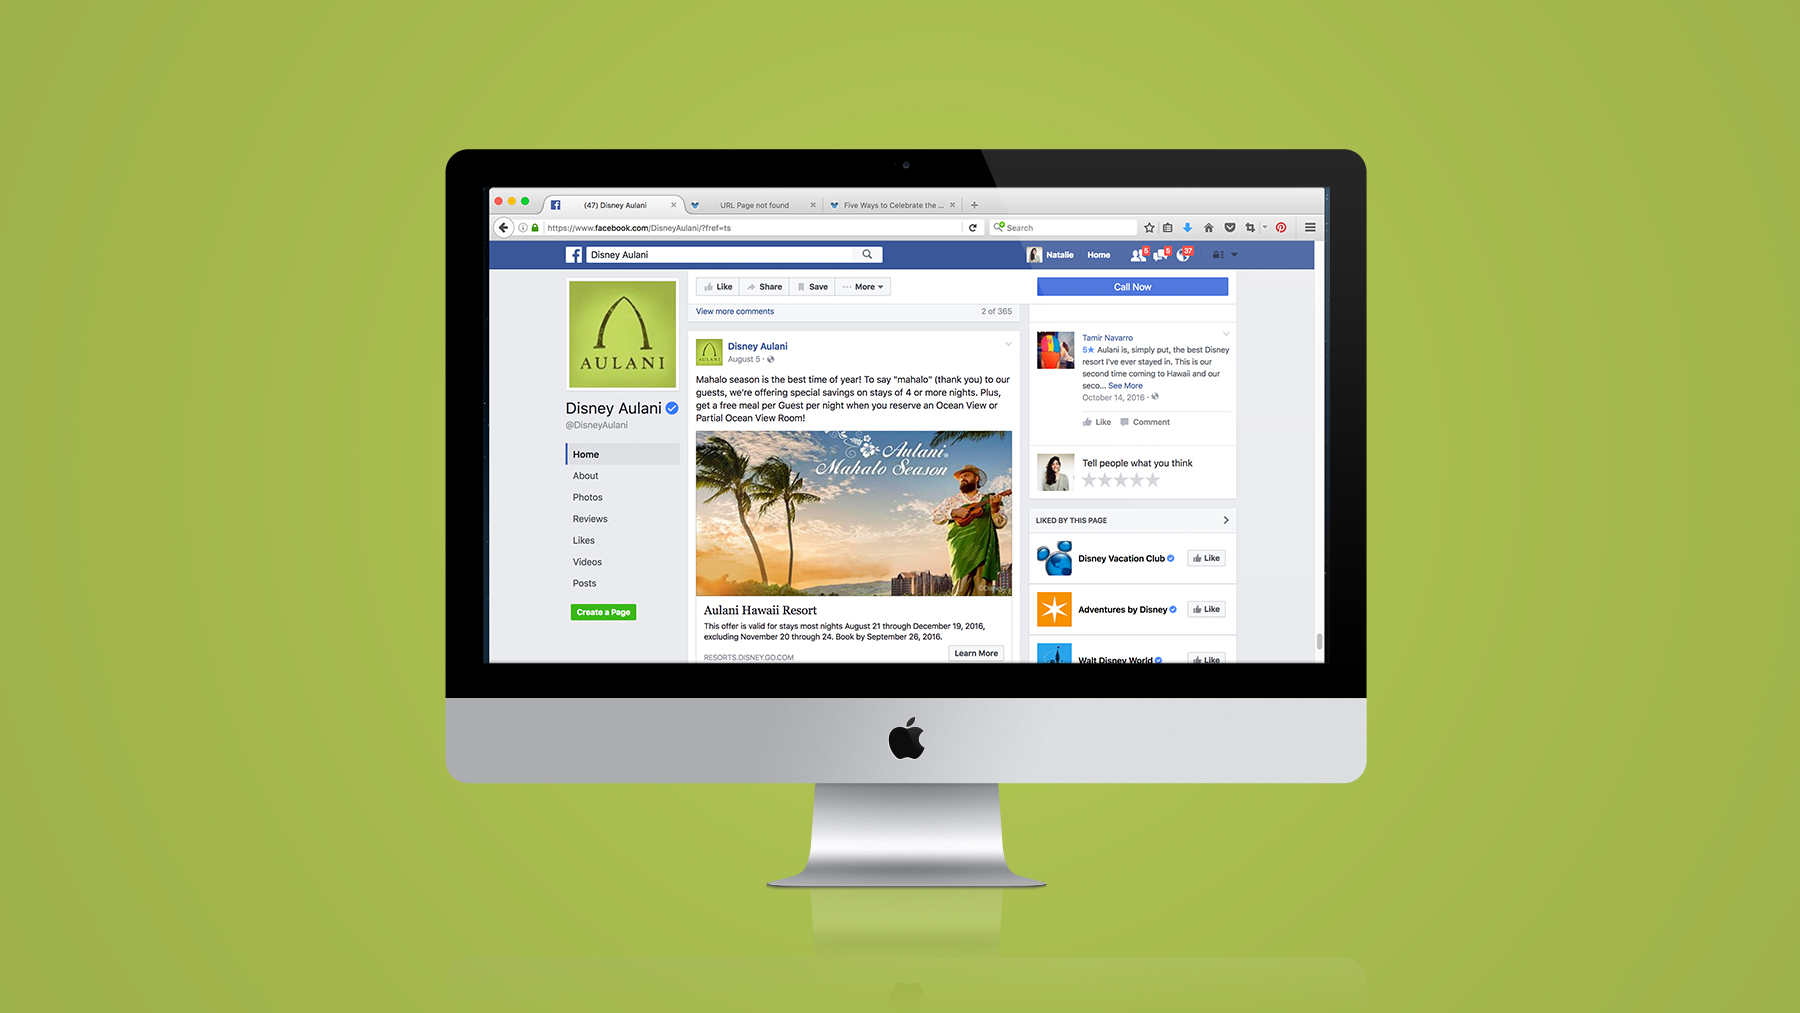 (47) Disney Aulani
URL Page not found
Five Ways to Celebrate the ...
https://www.facebook.com/DisneyAulani/?fref=ts
Search
Disney Aulani
Natalie
Home
5
5
37
Like
Share
Save
More
Call Now
AULANI
Disney Aulani
@DisneyAulani
Home
About
Photos
Reviews
Likes
Videos
Posts
Create a Page
View more comments
2 of 365
AULANI
Disney Aulani
August 5 ·
Mahalo season is the best time of year! To say "mahalo" (thank you) to our
guests, we're offering special savings on stays of 4 or more nights. Plus,
get a free meal per Guest per night when you reserve an Ocean View or
Partial Ocean View Room!
Aulani®
Mahalo Season
©Disney
Aulani Hawaii Resort
This offer is valid for stays most nights August 21 through December 19, 2016,
excluding November 20 through 24. Book by September 26, 2016.
RESORTS.DISNEY.GO.COM
Learn More
Tamir Navarro
5★ Aulani is, simply put, the best Disney
resort I've ever stayed in. This is our
second time coming to Hawaii and our
seco... See More
October 14, 2016 ·
Like
Comment
Tell people what you think
LIKED BY THIS PAGE
Disney Vacation Club
Like
Adventures by Disney
Like
Walt Disney World
Like